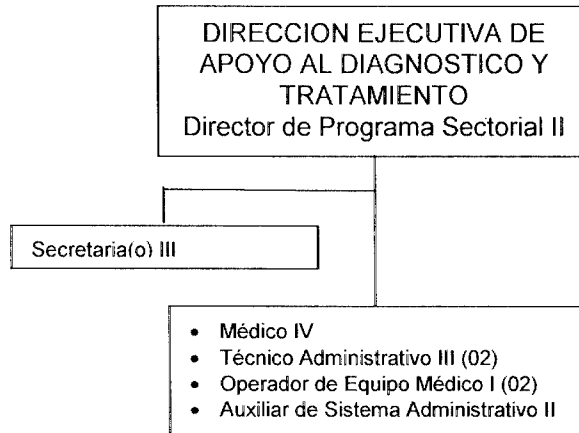 DIRECCION EJECUTIVA DE
APOYO AL DIAGNOSTICO Y
TRATAMIENTO
Director de Programa Sectorial II
Secretaria(o) III
• Médico IV
• Técnico Administrativo III (02)
• Operador de Equipo Médico I (02)
• Auxiliar de Sistema Administrativo II